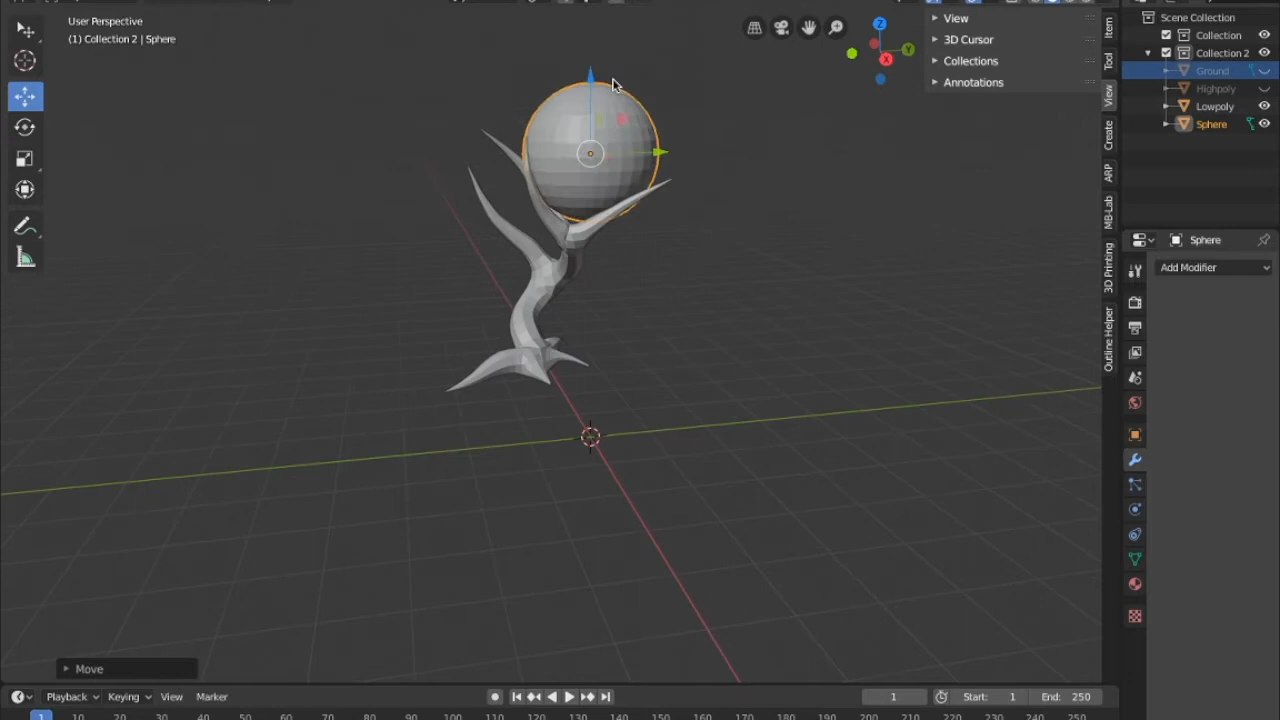 User Perspective
(1) Collection 2 | Sphere
View
3D Cursor
Collections
Annotations
Item
Tool
View
Create
ARP
MB-Lab
3D Printing
Outline Helper
Z
Y
X
Scene Collection
Collection
Collection 2
Ground
Highpoly
Lowpoly
Sphere
Sphere
Add Modifier
Move
Playback
Keying
View
Marker
1
Start: 1
End: 250
1 10 20 30 40 50 60 70 80 90 100 110 120 130 140 150 160 170 180 190 200 210 220 230 240 250